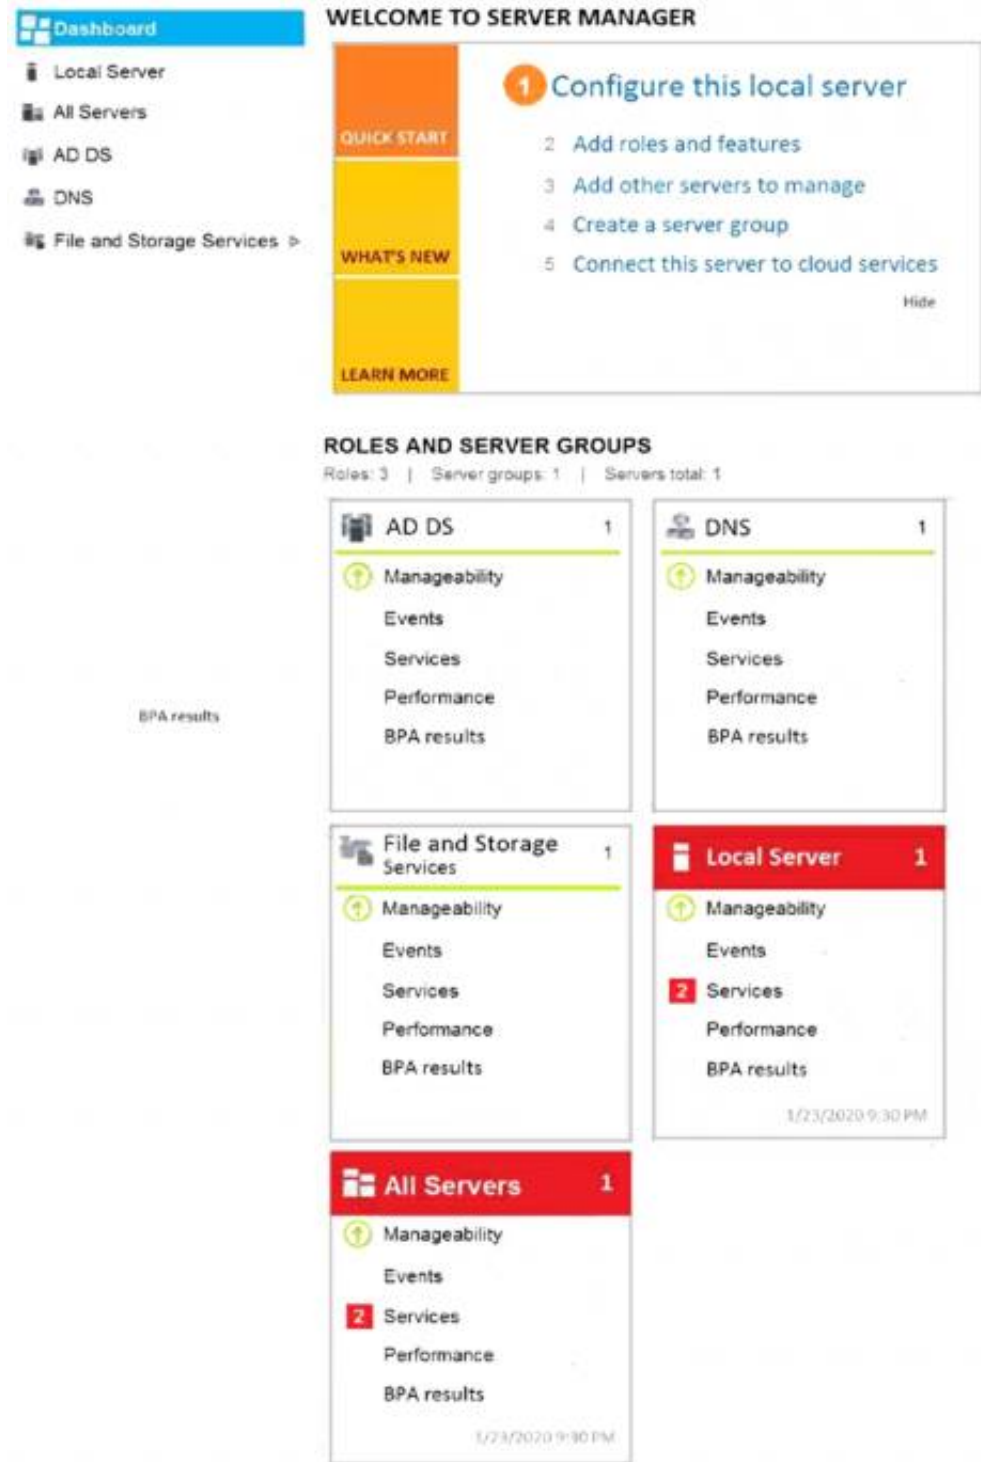 Dashboard
Local Server
All Servers
AD DS
DNS
File and Storage Services
WELCOME TO SERVER MANAGER
QUICK START
WHAT'S NEW
LEARN MORE
1 Configure this local server
2 Add roles and features
3 Add other servers to manage
4 Create a server group
5 Connect this server to cloud services
Hide
BPA results
ROLES AND SERVER GROUPS
Roles: 3 | Server groups: 1 | Servers total: 1
AD DS 1
Manageability
Events
Services
Performance
BPA results
DNS 1
Manageability
Events
Services
Performance
BPA results
File and Storage 1
Services
Manageability
Events
Services
Performance
BPA results
Local Server 1
Manageability
Events
2 Services
Performance
BPA results
1/23/2020 9:30 PM
All Servers 1
Manageability
Events
2 Services
Performance
BPA results
1/23/2020 9:30 PM